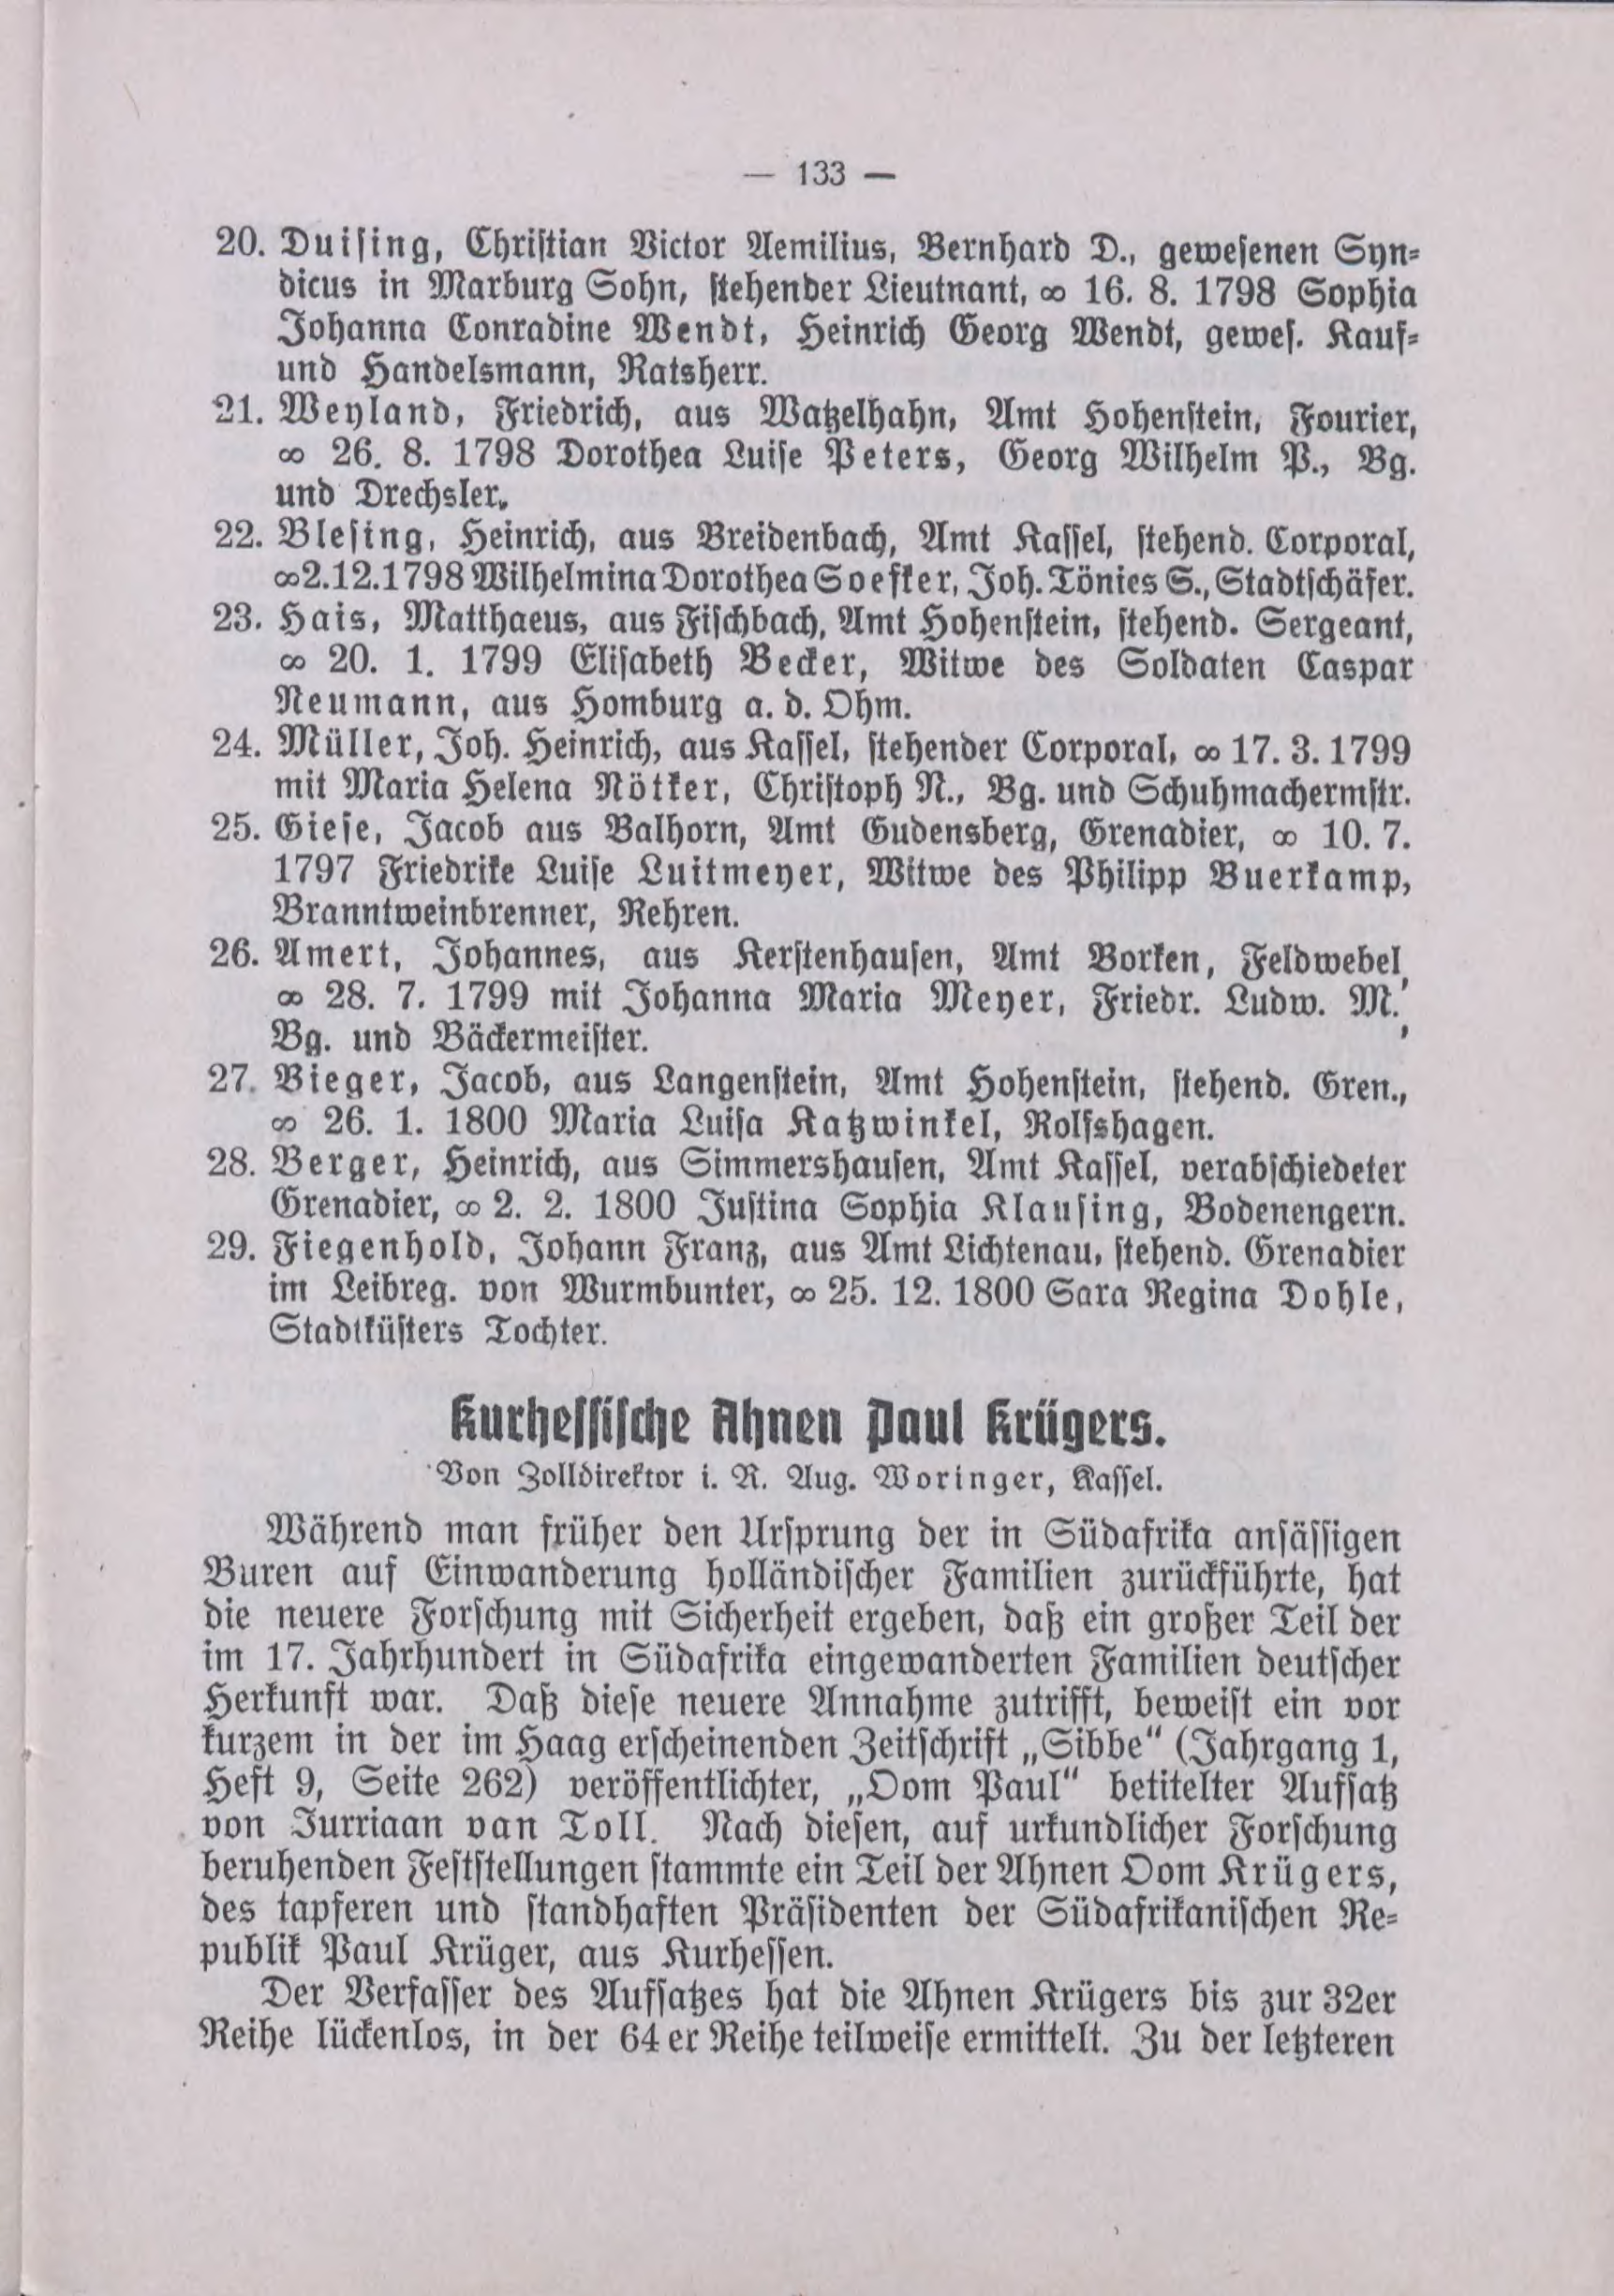 — 133 —
20. Duising, Christian Victor Aemilius, Bernhard D., gewesenen Syn-
dicus in Marburg Sohn, stehender Lieutnant, ∞ 16. 8. 1798 Sophia
Johanna Conradine Wendt, Heinrich Georg Wendt, gewes. Kauf-
und Handelsmann, Ratsherr.
21. Weyland, Friedrich, aus Watzelhahn, Amt Hohenstein, Fourier,
∞ 26. 8. 1798 Dorothea Luise Peters, Georg Wilhelm P., Bg.
und Drechsler.
22. Blesing, Heinrich, aus Breidenbach, Amt Kassel, stehend. Corporal,
∞ 2.12.1798 Wilhelmina Dorothea Soefker, Joh. Tönies S., Stadtschäfer.
23. Hais, Matthaeus, aus Fischbach, Amt Hohenstein, stehend. Sergeant,
∞ 20. 1. 1799 Elisabeth Becker, Witwe des Soldaten Caspar
Neumann, aus Homburg a. d. Ohm.
24. Müller, Joh. Heinrich, aus Kassel, stehender Corporal, ∞ 17. 3. 1799
mit Maria Helena Nötker, Christoph N., Bg. und Schuhmachermstr.
25. Giese, Jacob aus Balhorn, Amt Gudensberg, Grenadier, ∞ 10. 7.
1797 Friedrike Luise Luitmeyer, Witwe des Philipp Buerkamp,
Branntweinbrenner, Rehren.
26. Amert, Johannes, aus Kerstenhausen, Amt Borken, Feldwebel,
∞ 28. 7. 1799 mit Johanna Maria Meyer, Friedr. Ludw. M.,
Bg. und Bäckermeister.
27. Bieger, Jacob, aus Langenstein, Amt Hohenstein, stehend. Gren.,
∞ 26. 1. 1800 Maria Luisa Katzwinkel, Rolfshagen.
28. Berger, Heinrich, aus Simmershausen, Amt Kassel, verabschiedeter
Grenadier, ∞ 2. 2. 1800 Justina Sophia Klausing, Bodenengern.
29. Fiegenhold, Johann Franz, aus Amt Lichtenau, stehend. Grenadier
im Leibreg. von Wurmbunter, ∞ 25. 12. 1800 Sara Regina Dohle,
Stadtküsters Tochter.
Kurhessische Ahnen Paul Krügers.
Von Zolldirektor i. R. Aug. Woringer, Kassel.
Während man früher den Ursprung der in Südafrika ansässigen
Buren auf Einwanderung holländischer Familien zurückführte, hat
die neuere Forschung mit Sicherheit ergeben, daß ein großer Teil der
im 17. Jahrhundert in Südafrika eingewanderten Familien deutscher
Herkunft war. Daß diese neuere Annahme zutrifft, beweist ein vor
kurzem in der im Haag erscheinenden Zeitschrift „Sibbe“ (Jahrgang 1,
Heft 9, Seite 262) veröffentlichter, „Oom Paul“ betitelter Aufsatz
von Jurriaan van Toll. Nach diesen, auf urkundlicher Forschung
beruhenden Feststellungen stammte ein Teil der Ahnen Oom Krügers,
des tapferen und standhaften Präsidenten der Südafrikanischen Re-
publik Paul Krüger, aus Kurhessen.
Der Verfasser des Aufsatzes hat die Ahnen Krügers bis zur 32er
Reihe lückenlos, in der 64er Reihe teilweise ermittelt. Zu der letzteren